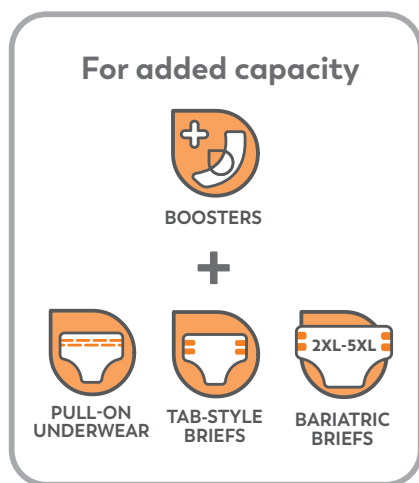 For added capacity
BOOSTERS
+
2XL-5XL
PULL-ON
UNDERWEAR
TAB-STYLE
BRIEFS
BARIATRIC
BRIEFS